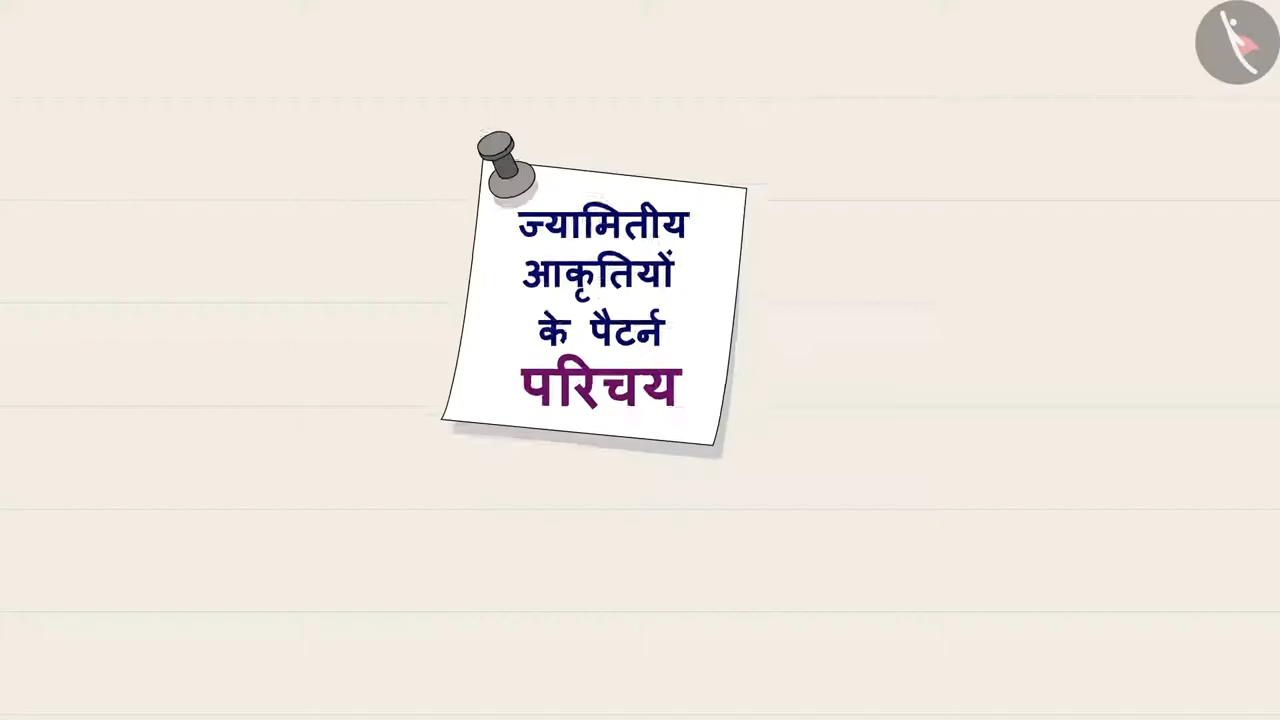 ज्यामितीय
आकृतियों
के पैटर्न
परिचय